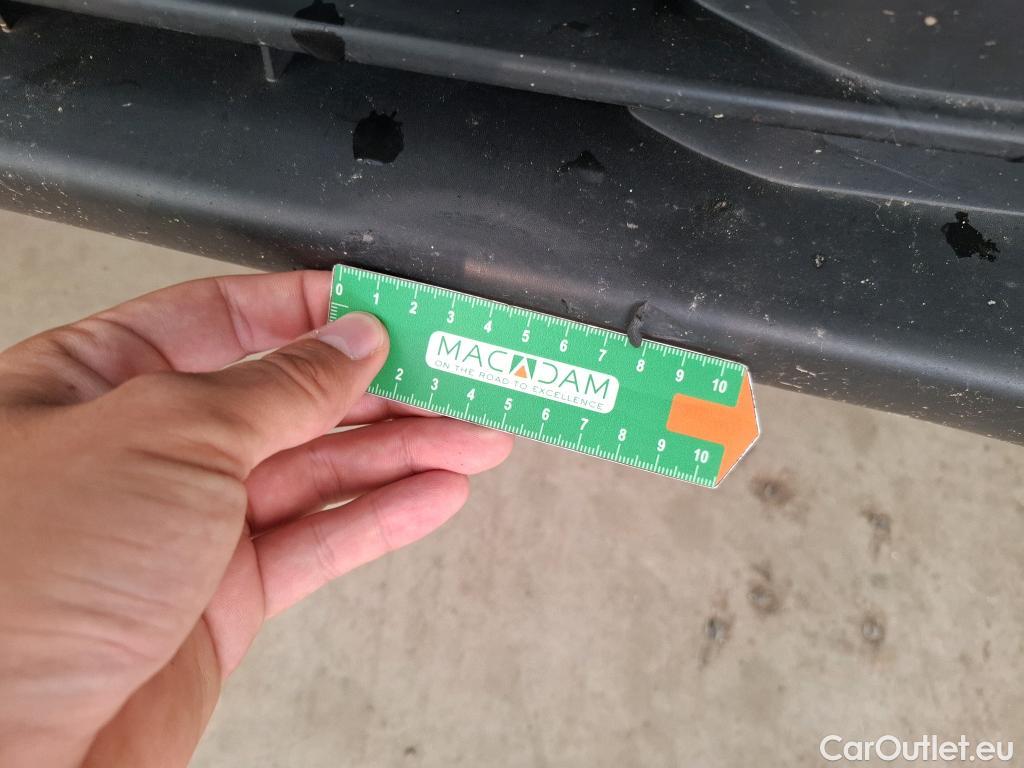 0 1 2 3 4 5 6 7 8 9 10
MACADAM
ON THE ROAD TO EXCELLENCE
2 3 4 5 6 7 8 9 10
CarOutlet.eu